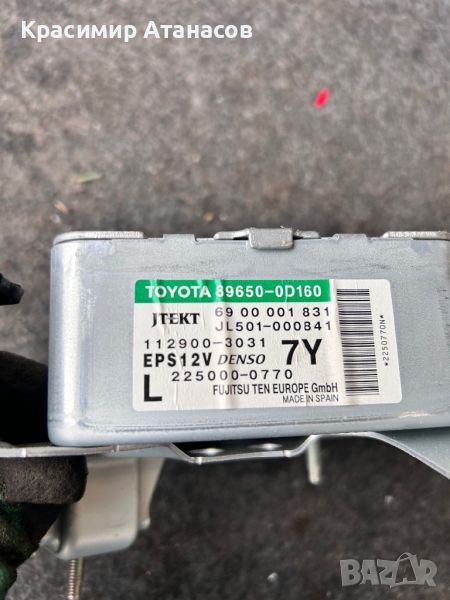 Красимир Атанасов
TOYOTA 89650-0D160
JTEKT 69 00 001 831
JL501-000841
112900-3031 7Y
EPS12V DENSO
L 225000-0770
FUJITSU TEN EUROPE GmbH
MADE IN SPAIN
*2250770N*
bazar